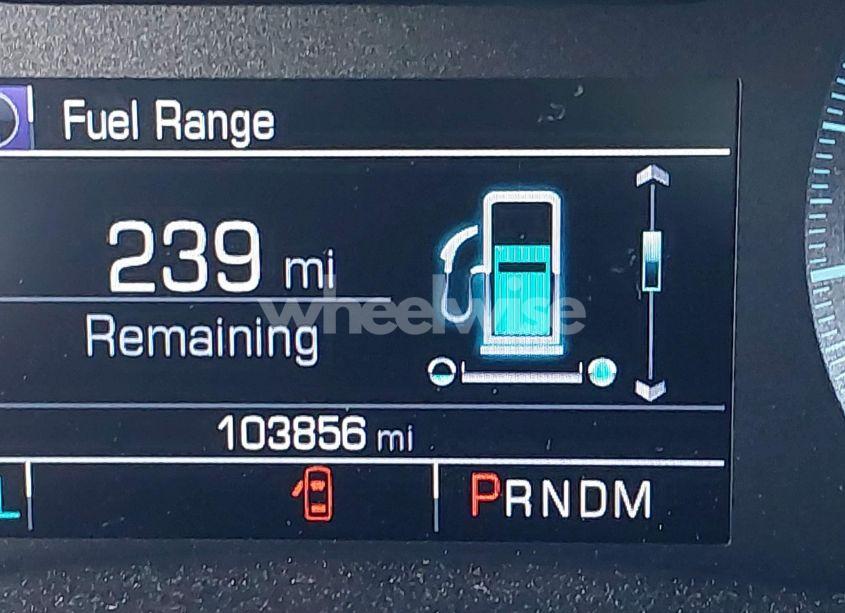 Fuel Range
239 mi
wheelwise
Remaining
103856 mi
L
PRNDM